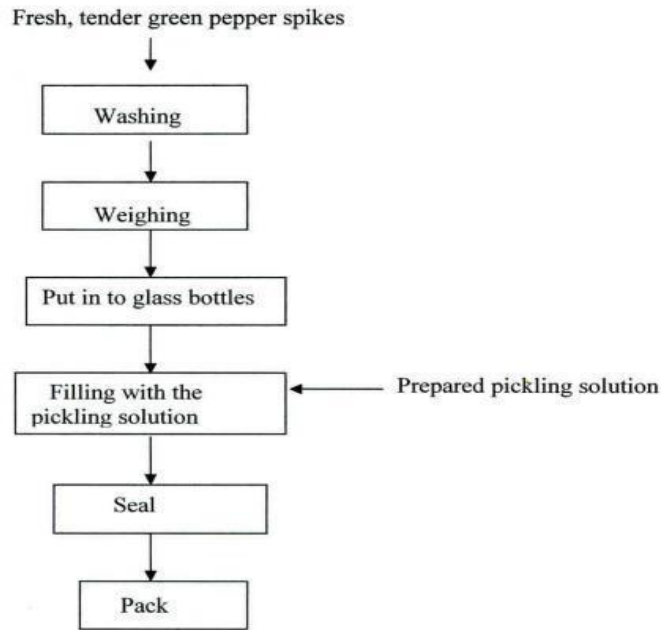 Fresh, tender green pepper spikes
Washing
Weighing
Put in to glass bottles
Filling with the
pickling solution
Prepared pickling solution
Seal
Pack